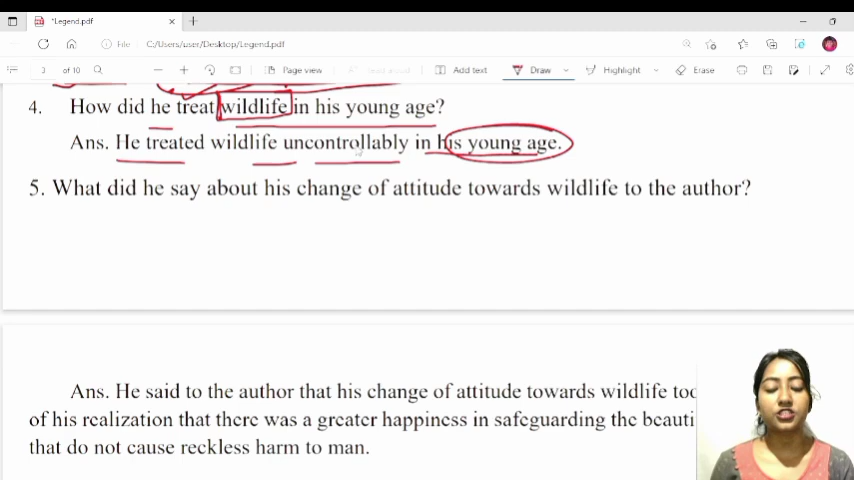 *Legend.pdf
File C:/Users/user/Desktop/Legend.pdf
3 of 10 Page view Read aloud Add text Draw Highlight Erase
4. How did he treat wildlife in his young age?
Ans. He treated wildlife uncontrollably in his young age.
5. What did he say about his change of attitude towards wildlife to the author?
Ans. He said to the author that his change of attitude towards wildlife too
of his realization that there was a greater happiness in safeguarding the beauti
that do not cause reckless harm to man.